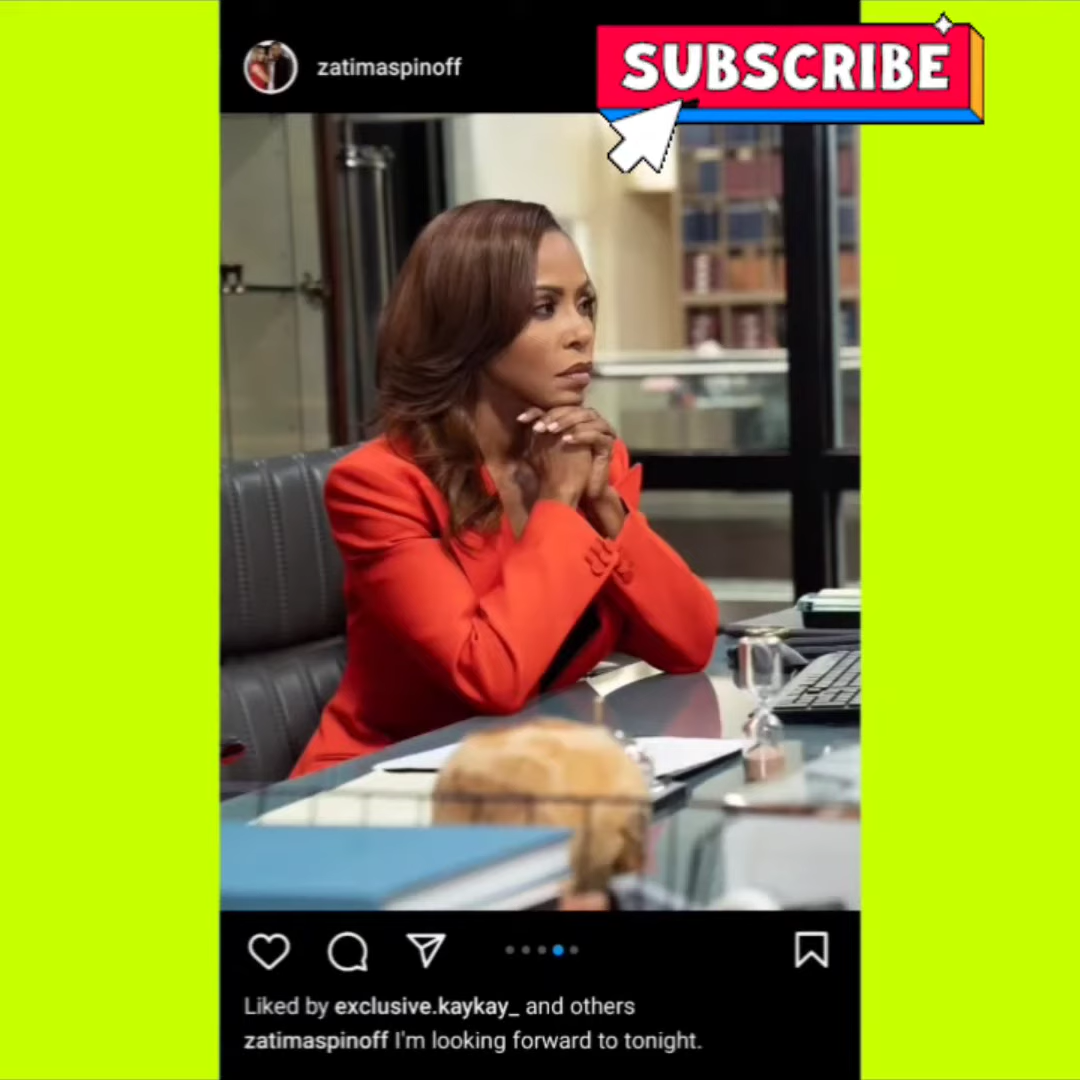 zatimaspinoff
SUBSCRIBE
Liked by exclusive.kaykay_ and others
zatimaspinoff I'm looking forward to tonight.